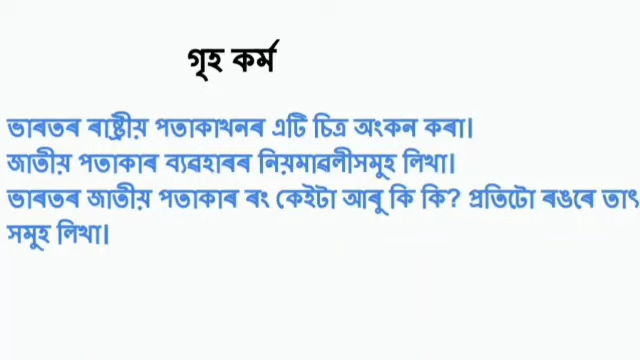 গৃহ কৰ্ম
ভাৰতৰ ৰাষ্ট্ৰীয় পতাকাখনৰ এটি চিত্ৰ অংকন কৰা।
জাতীয় পতাকাৰ ব্যৱহাৰৰ নিয়মাৱলীসমুহ লিখা।
ভাৰতৰ জাতীয় পতাকাৰ ৰং কেইটা আৰু কি কি? প্ৰতিটো ৰঙৰে তাৎ
সমুহ লিখা।